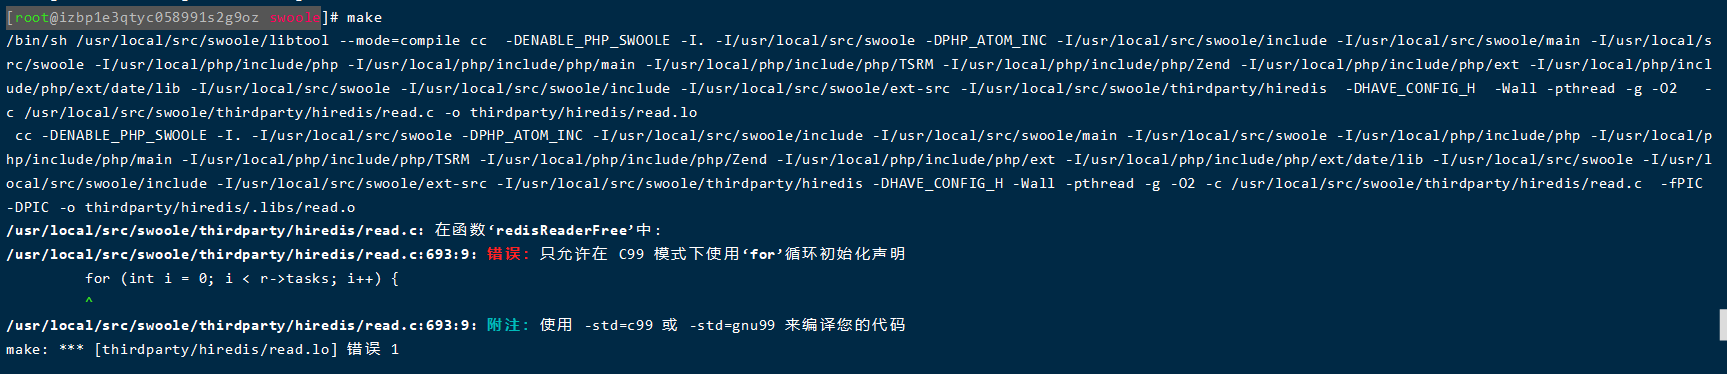 [root@izbp1e3qtyc058991s2g9oz swoole]# make
/bin/sh /usr/local/src/swoole/libtool --mode=compile cc  -DENABLE_PHP_SWOOLE -I. -I/usr/local/src/swoole -DPHP_ATOM_INC -I/usr/local/src/swoole/include -I/usr/local/src/swoole/main -I/usr/local/s
rc/swoole -I/usr/local/php/include/php -I/usr/local/php/include/php/main -I/usr/local/php/include/php/TSRM -I/usr/local/php/include/php/Zend -I/usr/local/php/include/php/ext -I/usr/local/php/incl
ude/php/ext/date/lib -I/usr/local/src/swoole -I/usr/local/src/swoole/include -I/usr/local/src/swoole/ext-src -I/usr/local/src/swoole/thirdparty/hiredis  -DHAVE_CONFIG_H  -Wall -pthread -g -O2   -
c /usr/local/src/swoole/thirdparty/hiredis/read.c -o thirdparty/hiredis/read.lo
 cc -DENABLE_PHP_SWOOLE -I. -I/usr/local/src/swoole -DPHP_ATOM_INC -I/usr/local/src/swoole/include -I/usr/local/src/swoole/main -I/usr/local/src/swoole -I/usr/local/php/include/php -I/usr/local/p
hp/include/php/main -I/usr/local/php/include/php/TSRM -I/usr/local/php/include/php/Zend -I/usr/local/php/include/php/ext -I/usr/local/php/include/php/ext/date/lib -I/usr/local/src/swoole -I/usr/l
ocal/src/swoole/include -I/usr/local/src/swoole/ext-src -I/usr/local/src/swoole/thirdparty/hiredis -DHAVE_CONFIG_H -Wall -pthread -g -O2 -c /usr/local/src/swoole/thirdparty/hiredis/read.c  -fPIC
-DPIC -o thirdparty/hiredis/.libs/read.o
/usr/local/src/swoole/thirdparty/hiredis/read.c: 在函数‘redisReaderFree’中:
/usr/local/src/swoole/thirdparty/hiredis/read.c:693:9: 错误: 只允许在 C99 模式下使用‘for’循环初始化声明
for (int i = 0; i < r->tasks; i++) {
^
/usr/local/src/swoole/thirdparty/hiredis/read.c:693:9: 附注: 使用 -std=c99 或 -std=gnu99 来编译您的代码
make: *** [thirdparty/hiredis/read.lo] 错误 1